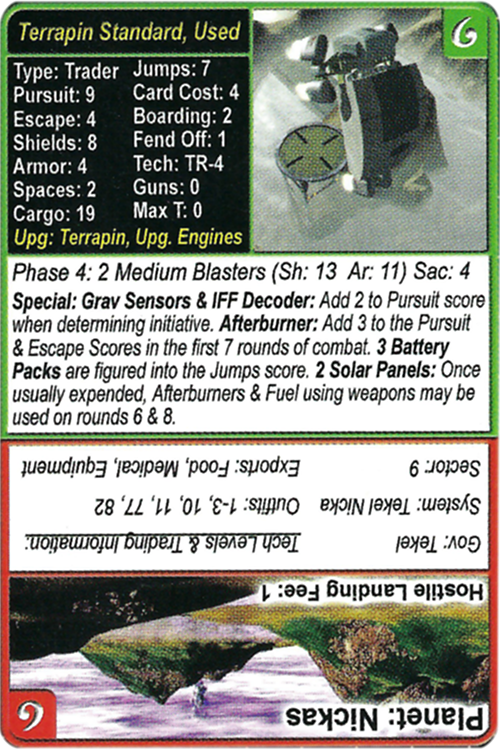 Terrapin Standard, Used
6
Type: Trader Jumps: 7
Pursuit: 9 Card Cost: 4
Escape: 4 Boarding: 2
Shields: 8 Fend Off: 1
Armor: 4 Tech: TR-4
Spaces: 2 Guns: 0
Cargo: 19 Max T: 0
Upg: Terrapin, Upg. Engines
Phase 4: 2 Medium Blasters (Sh: 13 Ar: 11) Sac: 4
Special: Grav Sensors & IFF Decoder: Add 2 to Pursuit score
when determining initiative. Afterburner: Add 3 to the Pursuit
& Escape Scores in the first 7 rounds of combat. 3 Battery
Packs are figured into the Jumps score. 2 Solar Panels: Once
usually expended, Afterburners & Fuel using weapons may be
used on rounds 6 & 8.
Planet: Nickas
6
Hostile Landing Fee: 1
Gov: Tekel Tech Levels & Trading Information:
System: Tekel Nicka Outfits: 1-3, 10, 11, 77, 82
Sector 9 Exports: Food, Medical, Equipment